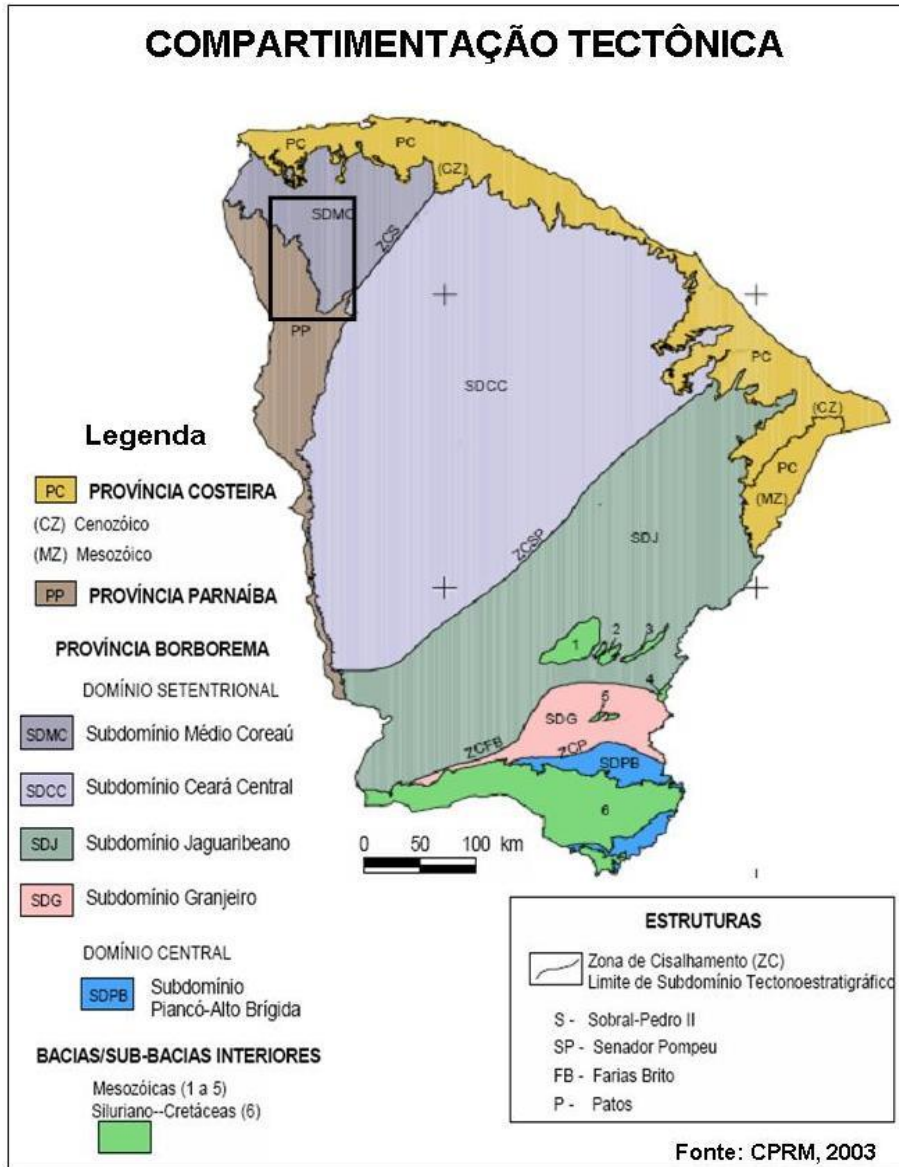 COMPARTIMENTAÇÃO TECTÔNICA
PC
PC
(CZ)
SDMC
ZCS
PP
SDCC
PC
(CZ)
PC
(MZ)
ZCSP
SDJ
1
2
3
4
5
SDG
ZCFB
ZCP
SDPB
6
0 50 100 km
Legenda
PC PROVÍNCIA COSTEIRA
(CZ) Cenozóico
(MZ) Mesozóico
PP PROVÍNCIA PARNAÍBA
PROVÍNCIA BORBOREMA
DOMÍNIO SETENTRIONAL
SDMC Subdomínio Médio Coreaú
SDCC Subdomínio Ceará Central
SDJ Subdomínio Jaguaribeano
SDG Subdomínio Granjeiro
DOMÍNIO CENTRAL
SDPB Subdomínio
Piancó-Alto Brígida
BACIAS/SUB-BACIAS INTERIORES
Mesozóicas (1 a 5)
Siluriano--Cretáceas (6)
ESTRUTURAS
Zona de Cisalhamento (ZC)
Limite de Subdomínio Tectonoestratigráfico
S - Sobral-Pedro II
SP - Senador Pompeu
FB - Farias Brito
P - Patos
Fonte: CPRM, 2003